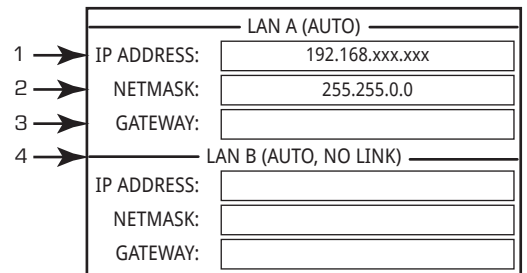 LAN A (AUTO)
1 IP ADDRESS: 192.168.xxx.xxx
2 NETMASK: 255.255.0.0
3 GATEWAY:
4 LAN B (AUTO, NO LINK)
IP ADDRESS:
NETMASK:
GATEWAY: